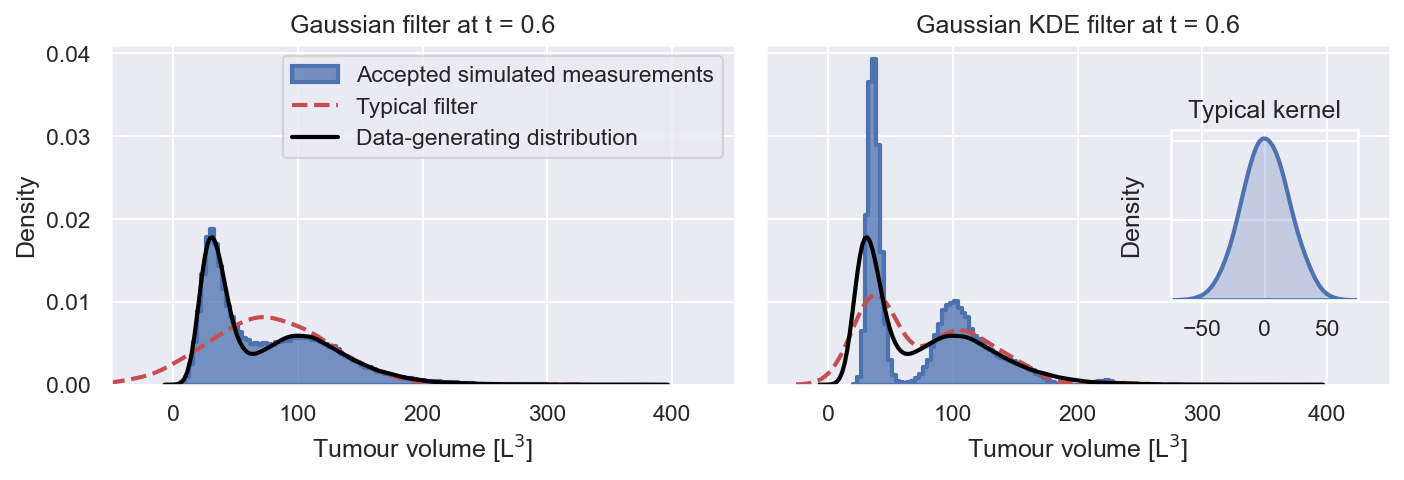 Gaussian filter at t = 0.6
Gaussian KDE filter at t = 0.6
0.04
0.03
0.02
0.01
0.00
Density
Accepted simulated measurements
Typical filter
Data-generating distribution
0
100
200
300
400
Tumour volume [L³]
Typical kernel
Density
−50
0
50
0
100
200
300
400
Tumour volume [L³]